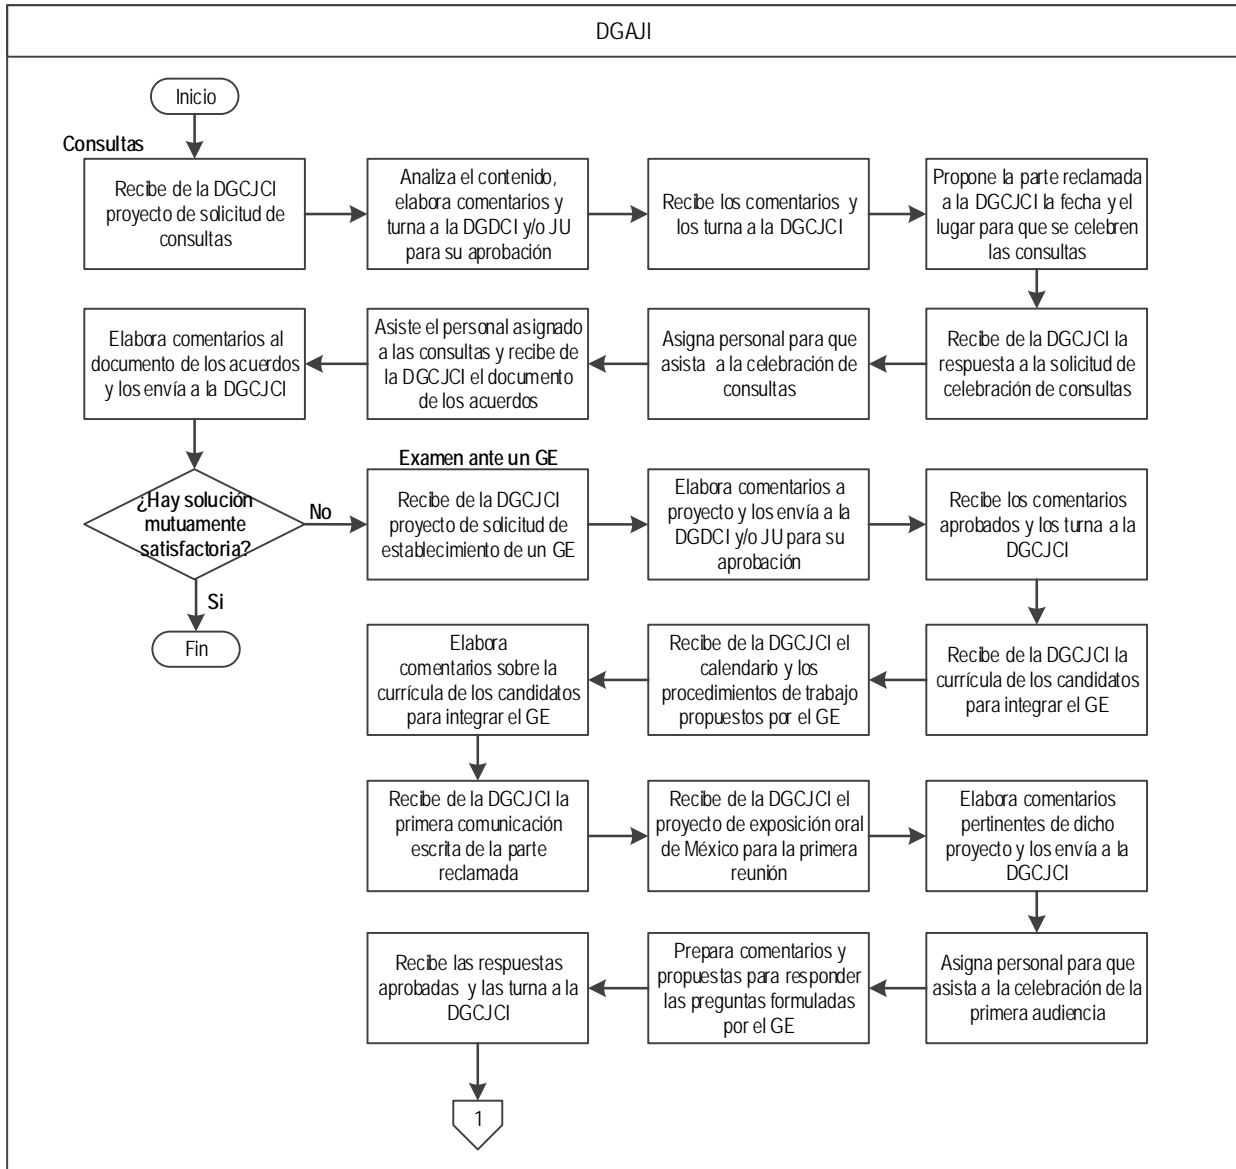 DGAJI
Inicio
Consultas
Recibe de la DGCJCI
proyecto de solicitud de
consultas
Analiza el contenido,
elabora comentarios y
turna a la DGDCI y/o JU
para su aprobación
Recibe los comentarios y
los turna a la DGCJCI
Propone la parte reclamada
a la DGCJCI la fecha y el
lugar para que se celebren
las consultas
Elabora comentarios al
documento de los acuerdos
y los envía a la DGCJCI
Asiste el personal asignado
a las consultas y recibe de
la DGCJCI el documento
de los acuerdos
Asigna personal para que
asista a la celebración de
consultas
Recibe de la DGCJCI la
respuesta a la solicitud de
celebración de consultas
¿Hay solución
mutuamente
satisfactoria?
No
Si
Fin
Examen ante un GE
Recibe de la DGCJCI
proyecto de solicitud de
establecimiento de un GE
Elabora comentarios a
proyecto y los envía a la
DGDCI y/o JU para su
aprobación
Recibe los comentarios
aprobados y los turna a la
DGCJCI
Elabora
comentarios sobre la
currícula de los candidatos
para integrar el GE
Recibe de la DGCJCI el
calendario y los
procedimientos de trabajo
propuestos por el GE
Recibe de la DGCJCI la
currícula de los candidatos
para integrar el GE
Recibe de la DGCJCI la
primera comunicación
escrita de la parte
reclamada
Recibe de la DGCJCI el
proyecto de exposición oral
de México para la primera
reunión
Elabora comentarios
pertinentes de dicho
proyecto y los envía a la
DGCJCI
Recibe las respuestas
aprobadas y las turna a la
DGCJCI
Prepara comentarios y
propuestas para responder
las preguntas formuladas
por el GE
Asigna personal para que
asista a la celebración de la
primera audiencia
1